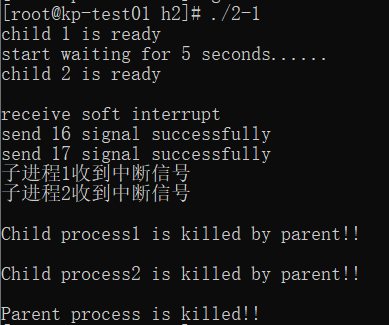 [root@kp-test01 h2]# ./2-1
child 1 is ready
start waiting for 5 seconds......
child 2 is ready
receive soft interrupt
send 16 signal successfully
send 17 signal successfully
子进程1收到中断信号
子进程2收到中断信号
Child process1 is killed by parent!!
Child process2 is killed by parent!!
Parent process is killed!!